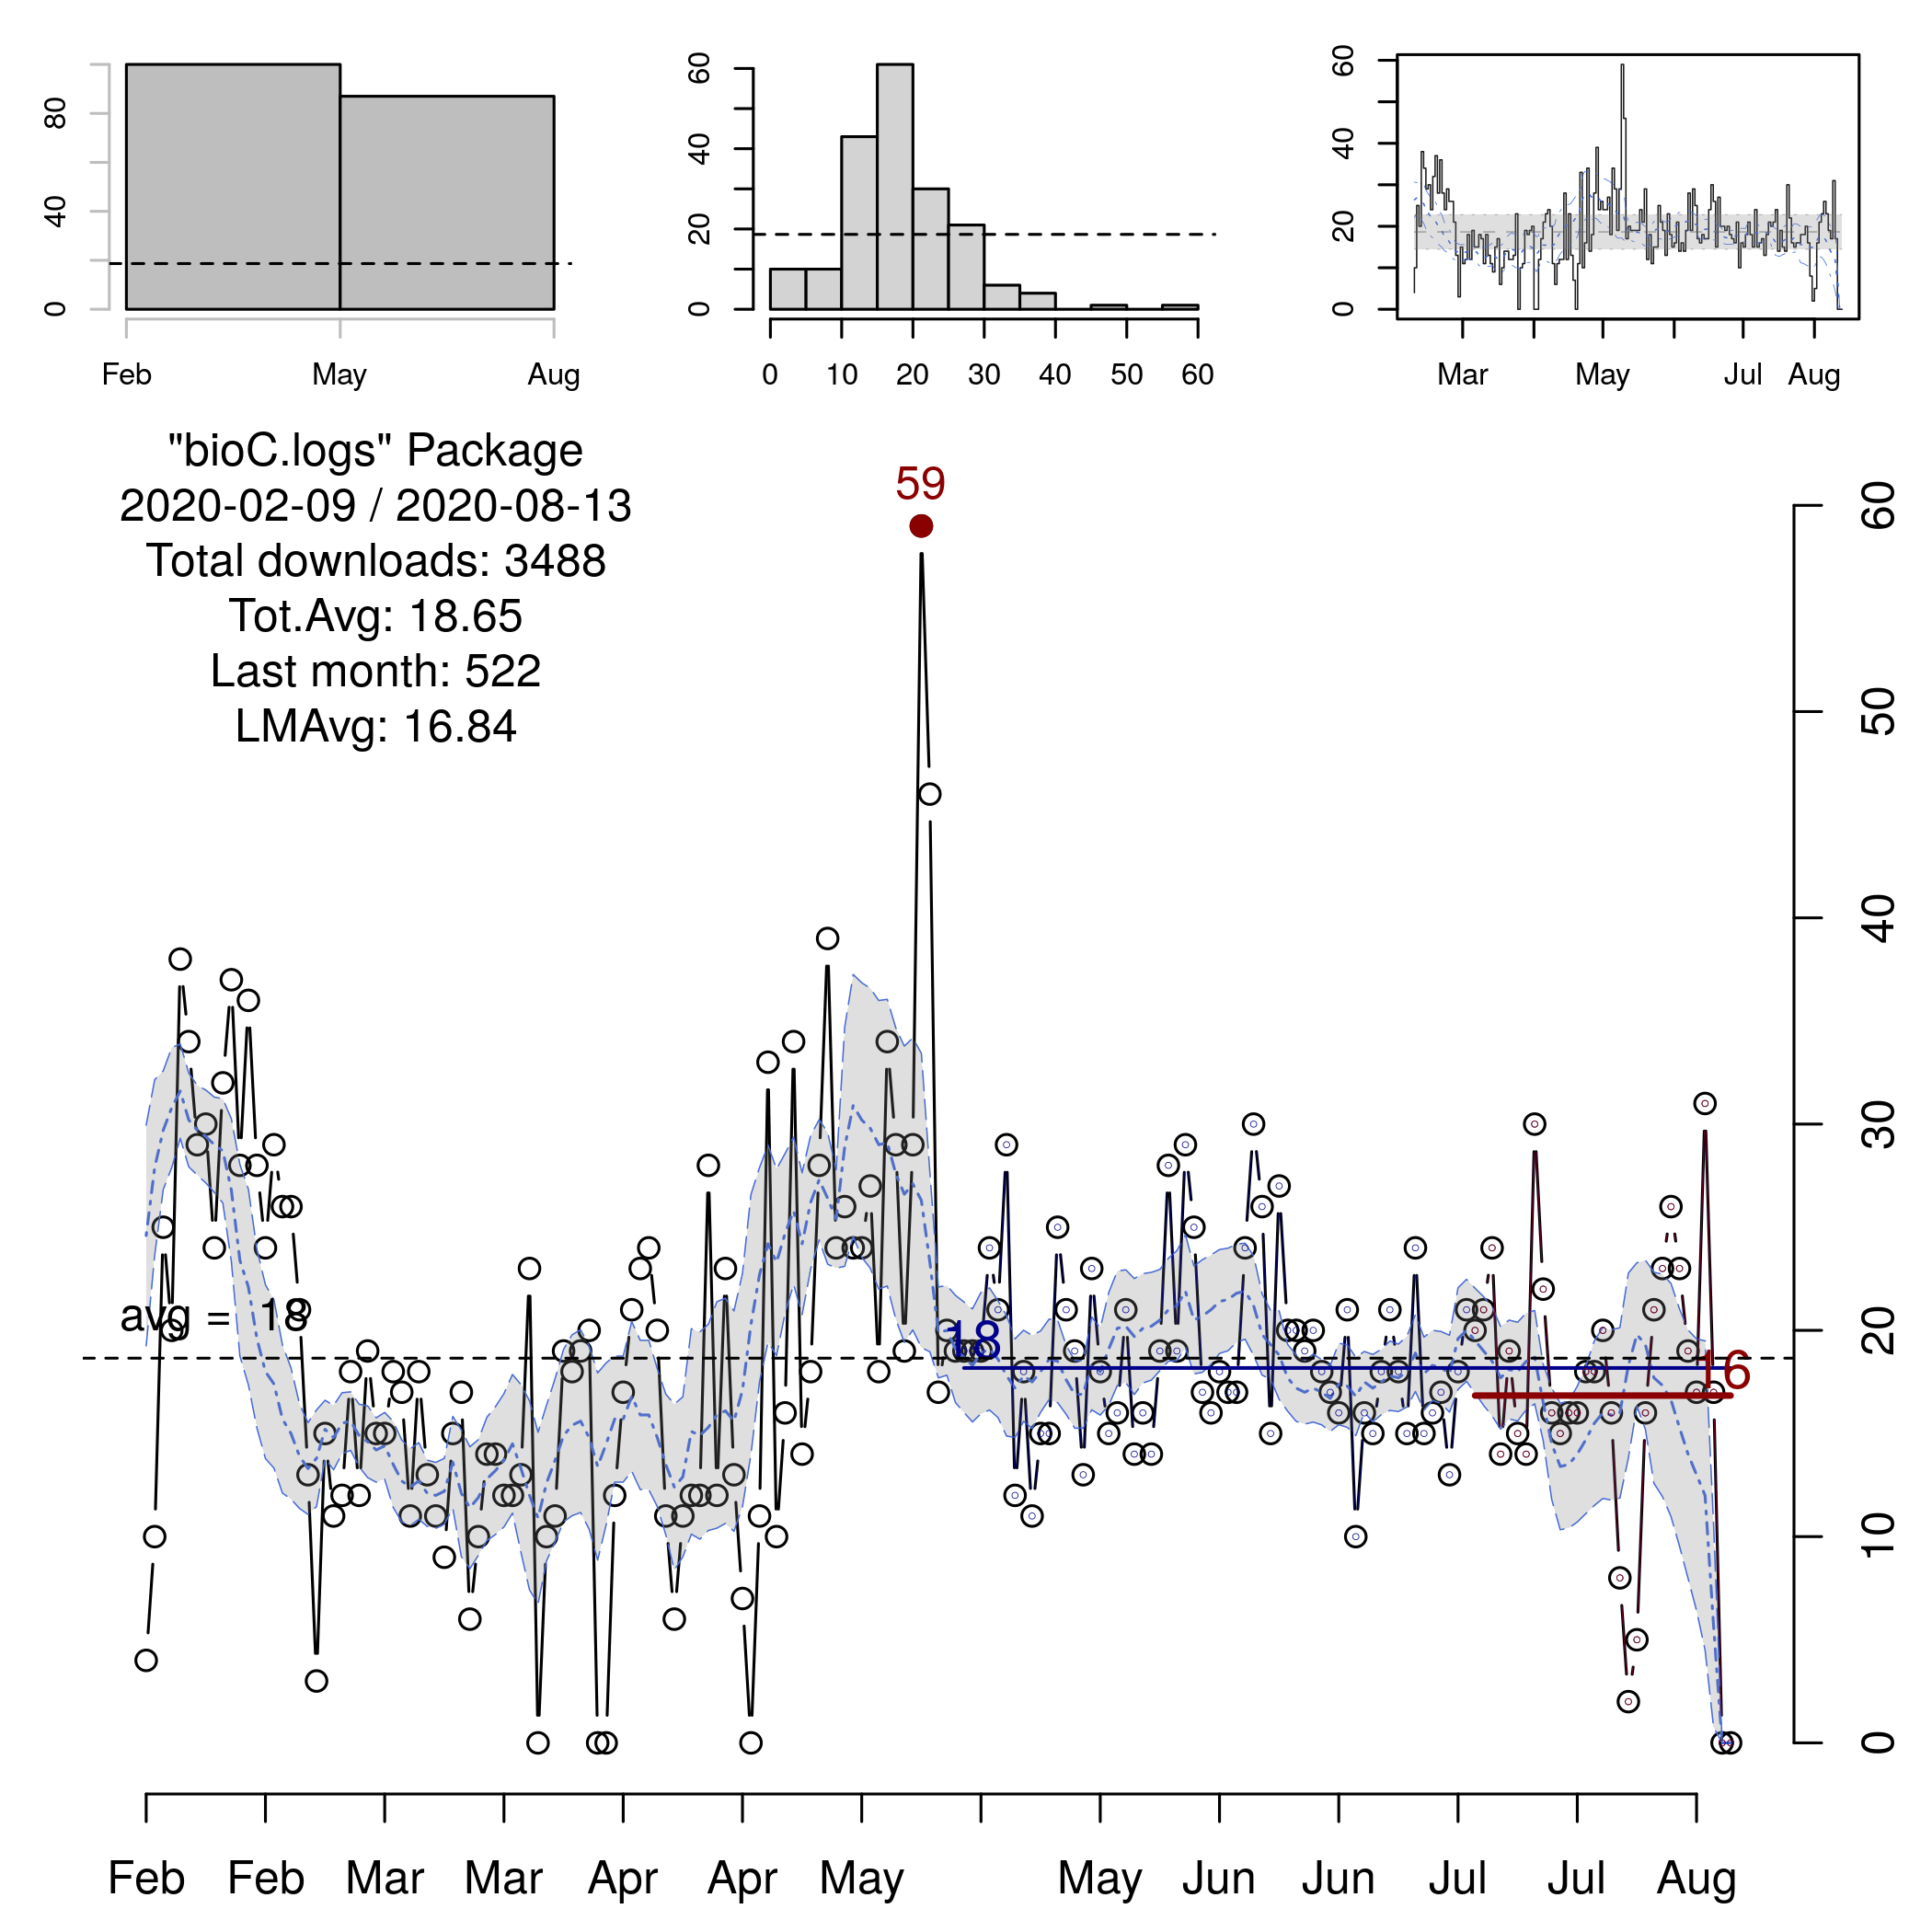 80
40
0
Feb May Aug
60
40
20
0
0 10 20 30 40 50 60
60
40
20
0
Mar May Jul Aug
"bioC.logs" Package
2020-02-09 / 2020-08-13
Total downloads: 3488
Tot.Avg: 18.65
Last month: 522
LMAvg: 16.84
59
avg = 18
18
16
60
50
40
30
20
10
0
Feb Feb Mar Mar Apr Apr May May Jun Jun Jul Jul Aug